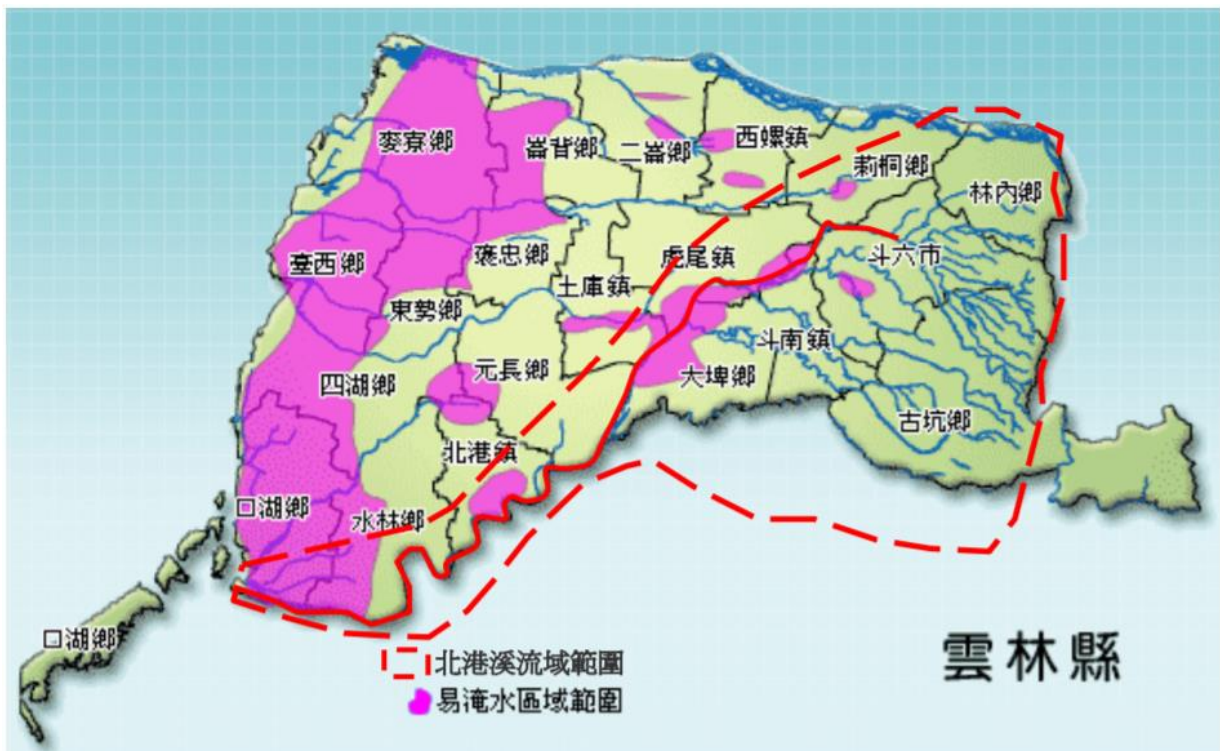 麥寮鄉
崙背鄉
二崙鄉
西螺鎮
莿桐鄉
林內鄉
臺西鄉
褒忠鄉
虎尾鎮
斗六市
東勢鄉
土庫鎮
斗南鎮
四湖鄉
元長鄉
大埤鄉
古坑鄉
北港鎮
口湖鄉
水林鄉
口湖鄉
雲林縣
北港溪流域範圍
易淹水區域範圍